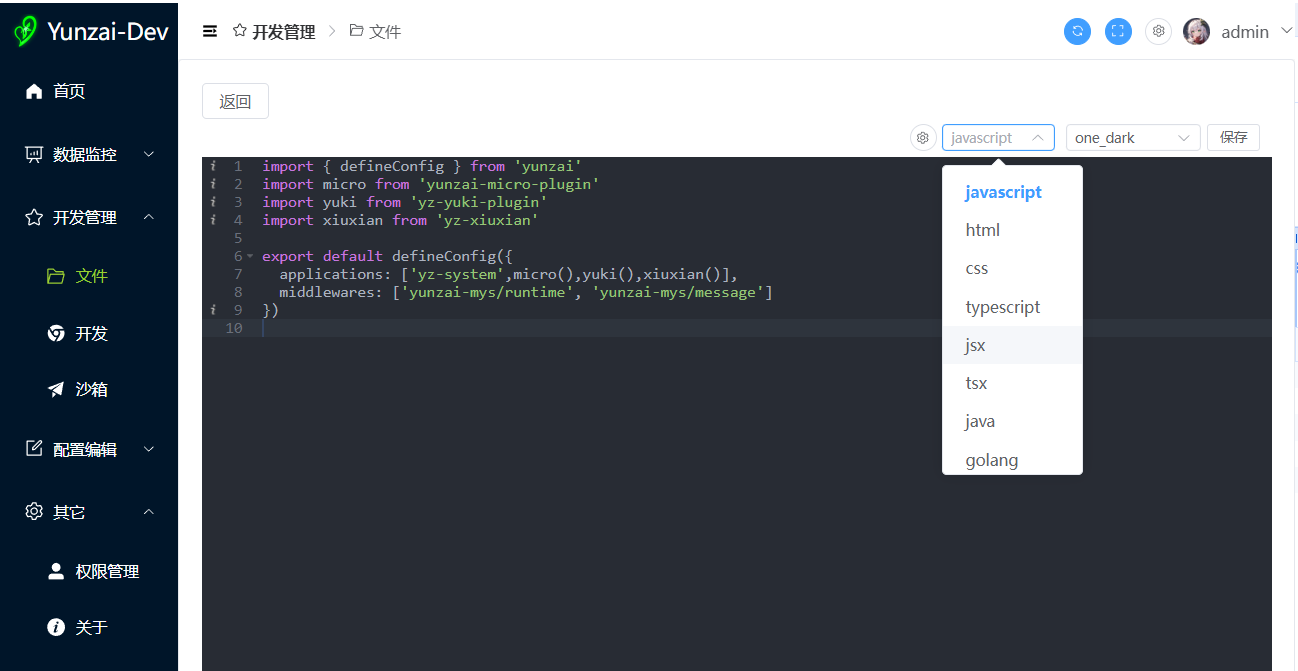 Yunzai-Dev
首页
数据监控
开发管理
文件
开发
沙箱
配置编辑
其它
权限管理
关于
开发管理 文件
admin
返回
javascript one_dark 保存
1 import { defineConfig } from 'yunzai'
2 import micro from 'yunzai-micro-plugin'
3 import yuki from 'yz-yuki-plugin'
4 import xiuxian from 'yz-xiuxian'
5
6 export default defineConfig({
7 applications: ['yz-system',micro(),yuki(),xiuxian()],
8 middlewares: ['yunzai-mys/runtime', 'yunzai-mys/message']
9 })
10
javascript
html
css
typescript
jsx
tsx
java
golang